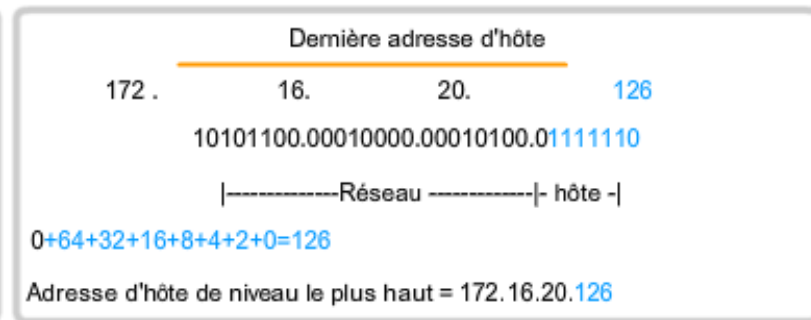 Dernière adresse d'hôte
172 . 16. 20. 126
10101100.00010000.00010100.01111110
|--------------Réseau -------------|- hôte -|
0+64+32+16+8+4+2+0=126
Adresse d'hôte de niveau le plus haut = 172.16.20.126